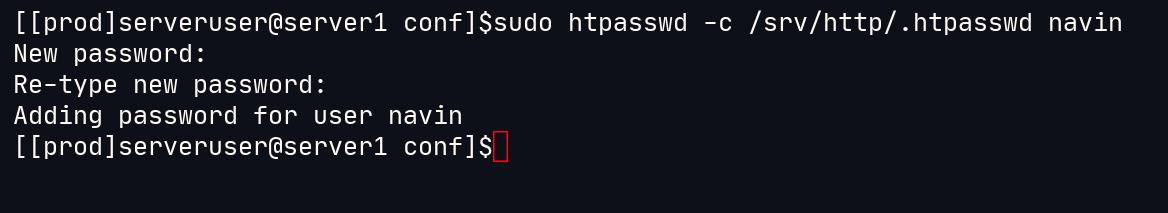 [[prod]serveruser@server1 conf]$sudo htpasswd -c /srv/http/.htpasswd navin
New password:
Re-type new password:
Adding password for user navin
[[prod]serveruser@server1 conf]$